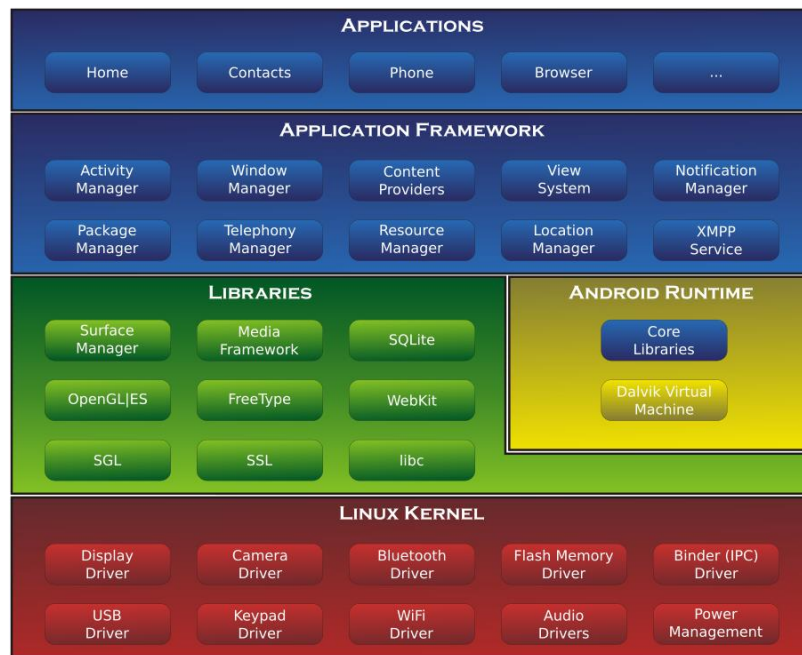 APPLICATIONS
Home
Contacts
Phone
Browser
...
APPLICATION FRAMEWORK
Activity
Manager
Window
Manager
Content
Providers
View
System
Notification
Manager
Package
Manager
Telephony
Manager
Resource
Manager
Location
Manager
XMPP
Service
LIBRARIES
Surface
Manager
Media
Framework
SQLite
OpenGL|ES
FreeType
WebKit
SGL
SSL
libc
ANDROID RUNTIME
Core
Libraries
Dalvik Virtual
Machine
LINUX KERNEL
Display
Driver
Camera
Driver
Bluetooth
Driver
Flash Memory
Driver
Binder (IPC)
Driver
USB
Driver
Keypad
Driver
WiFi
Driver
Audio
Drivers
Power
Management